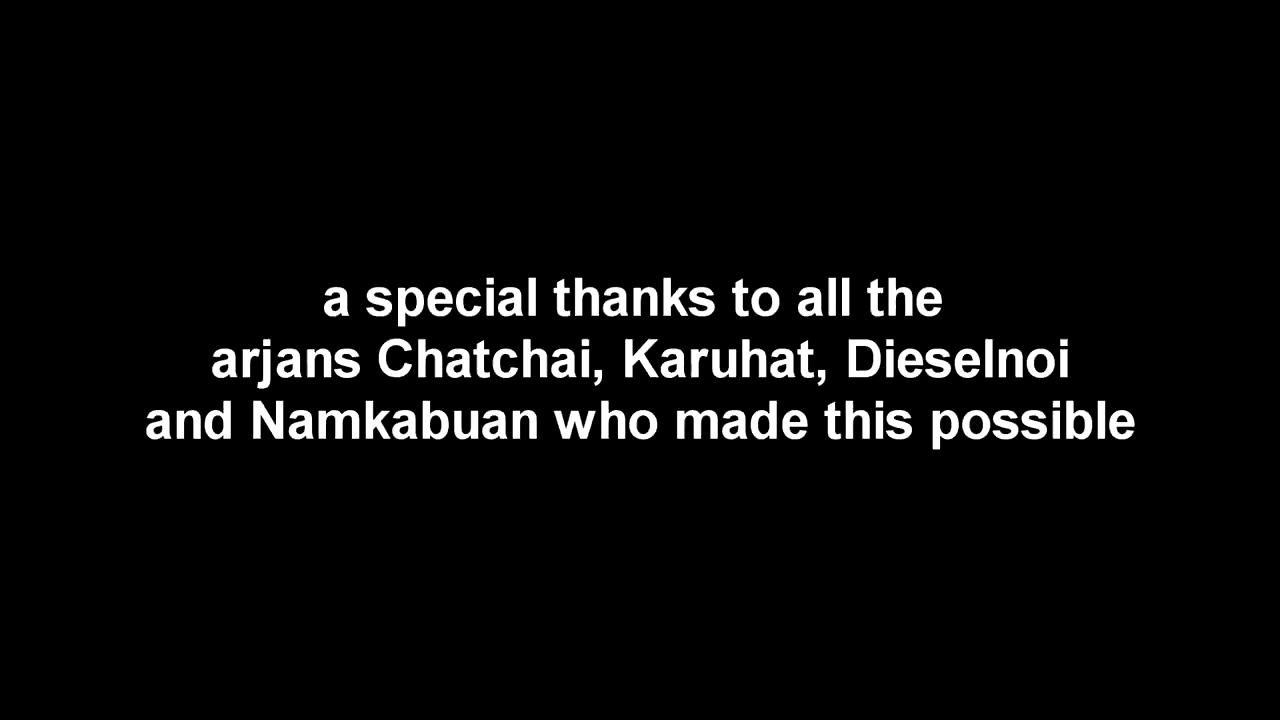 a special thanks to all the
arjans Chatchai, Karuhat, Dieselnoi
and Namkabuan who made this possible